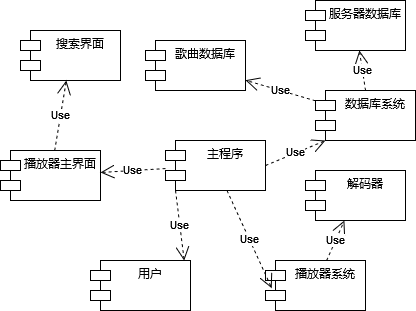 服务器数据库
搜索界面
歌曲数据库
Use
Use
数据库系统
Use
播放器主界面
主程序
Use
Use
解码器
Use
Use
Use
用户
播放器系统